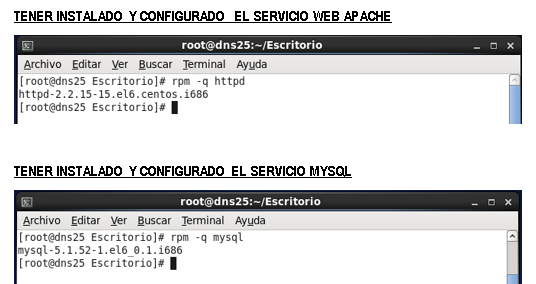 TENER INSTALADO Y CONFIGURADO EL SERVICIO WEB APACHE
root@dns25:~/Escritorio
Archivo Editar Ver Buscar Terminal Ayuda
[root@dns25 Escritorio]# rpm -q httpd
httpd-2.2.15-15.el6.centos.i686
[root@dns25 Escritorio]#
TENER INSTALADO Y CONFIGURADO EL SERVICIO MYSQL
root@dns25:~/Escritorio
Archivo Editar Ver Buscar Terminal Ayuda
[root@dns25 Escritorio]# rpm -q mysql
mysql-5.1.52-1.el6_0.1.i686
[root@dns25 Escritorio]#